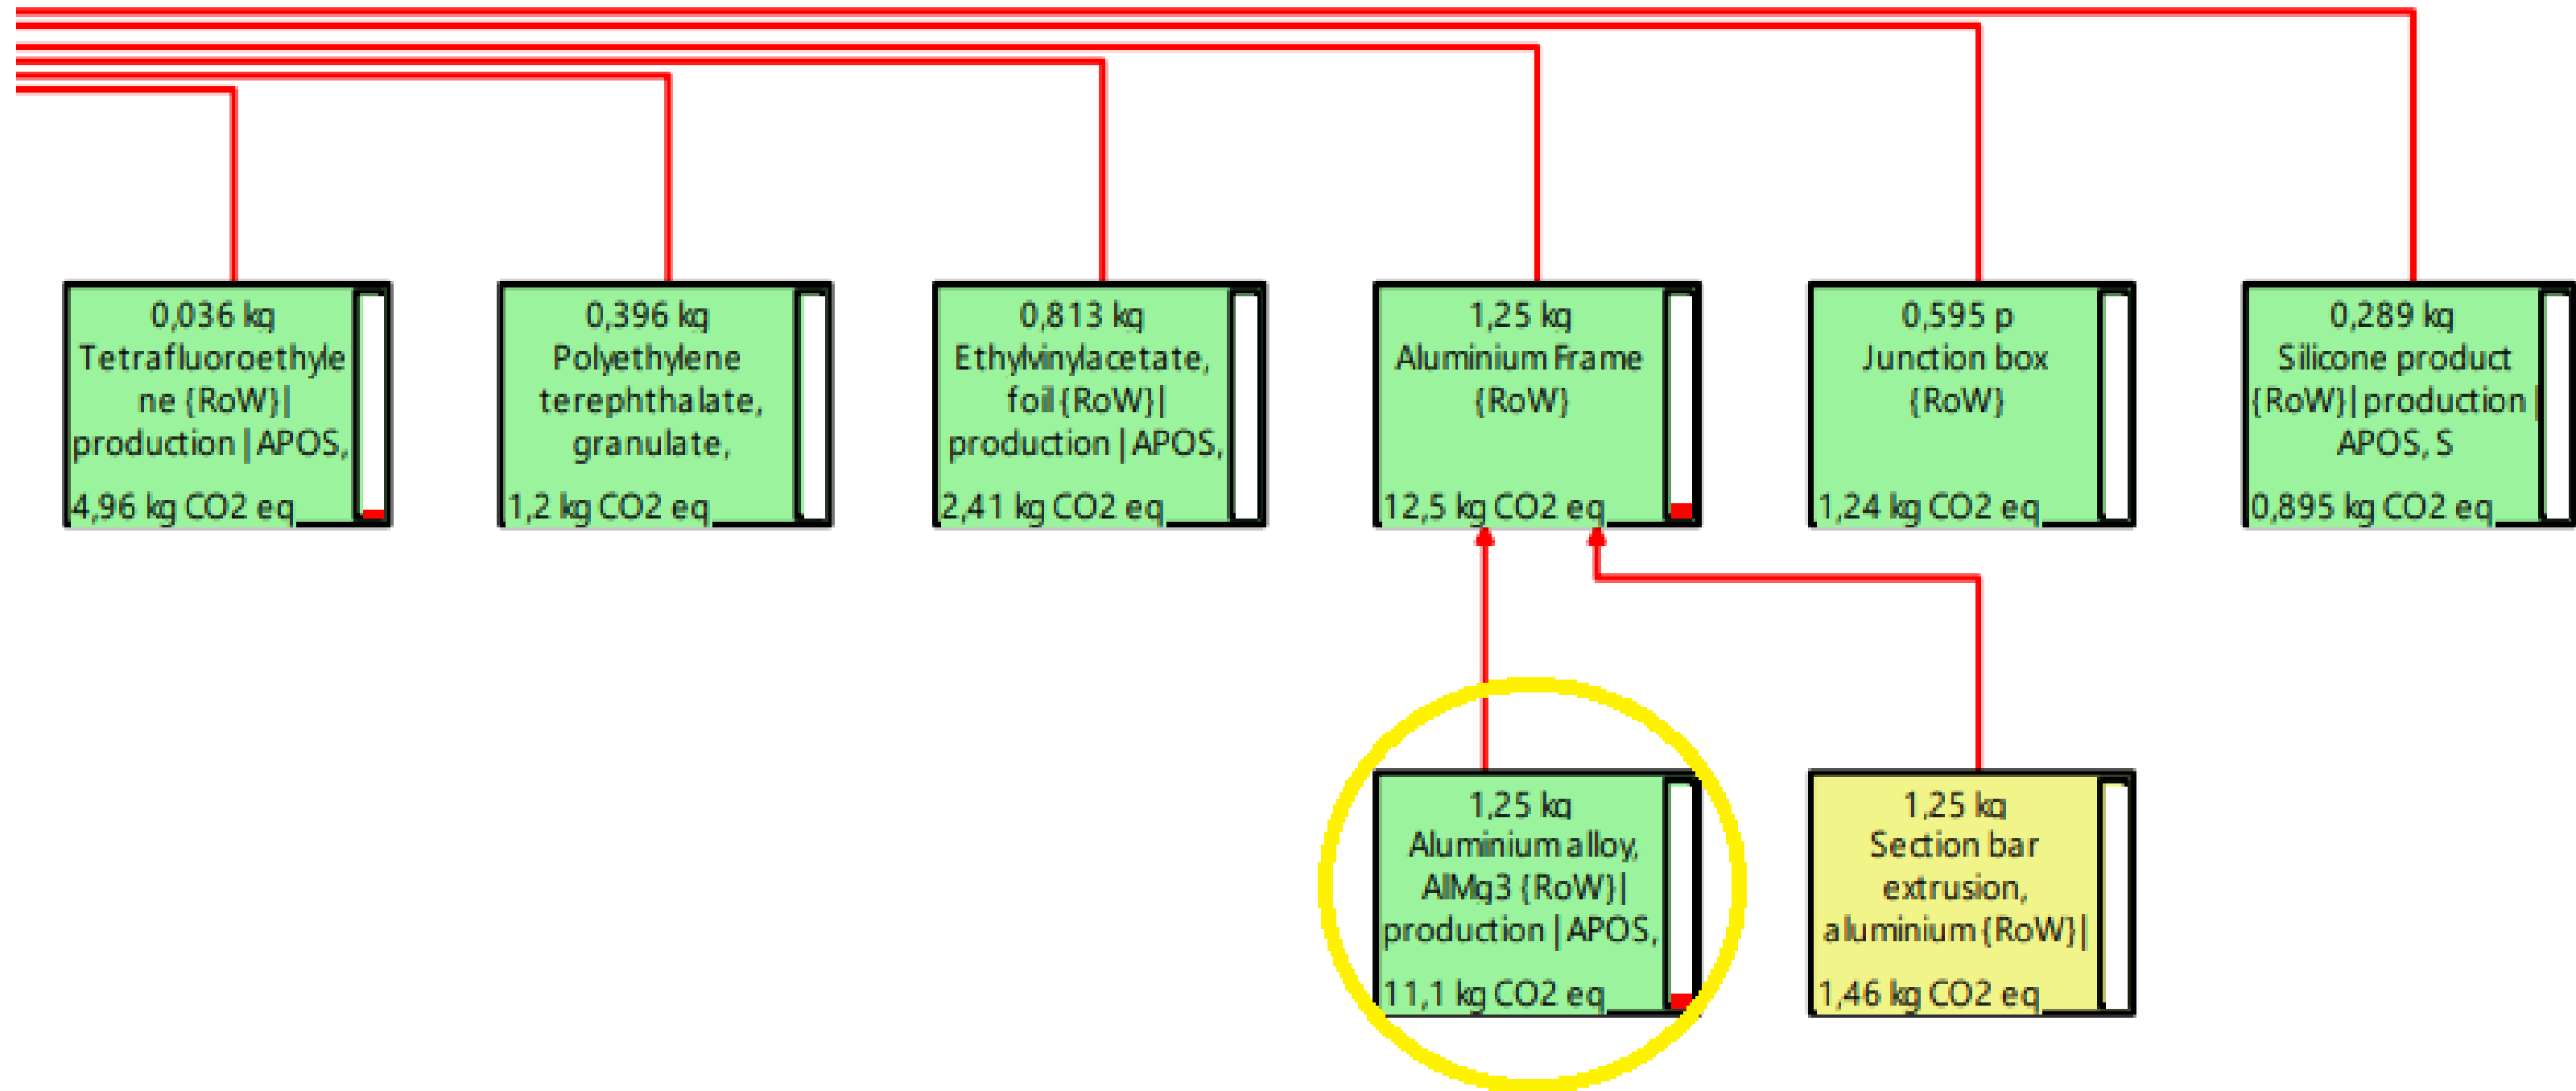 0,036 kg
Tetrafluoroethyle
ne {RoW}|
production | APOS,
4,96 kg CO2 eq
0,396 kg
Polyethylene
terephthalate,
granulate,
1,2 kg CO2 eq
0,813 kg
Ethylvinylacetate,
foil {RoW}|
production | APOS,
2,41 kg CO2 eq
1,25 kg
Aluminium Frame
{RoW}
12,5 kg CO2 eq
0,595 p
Junction box
{RoW}
1,24 kg CO2 eq
0,289 kg
Silicone product
{RoW}| production |
APOS, S
0,895 kg CO2 eq
1,25 kg
Aluminium alloy,
AlMg3 {RoW}|
production | APOS,
11,1 kg CO2 eq
1,25 kg
Section bar
extrusion,
aluminium {RoW}|
1,46 kg CO2 eq